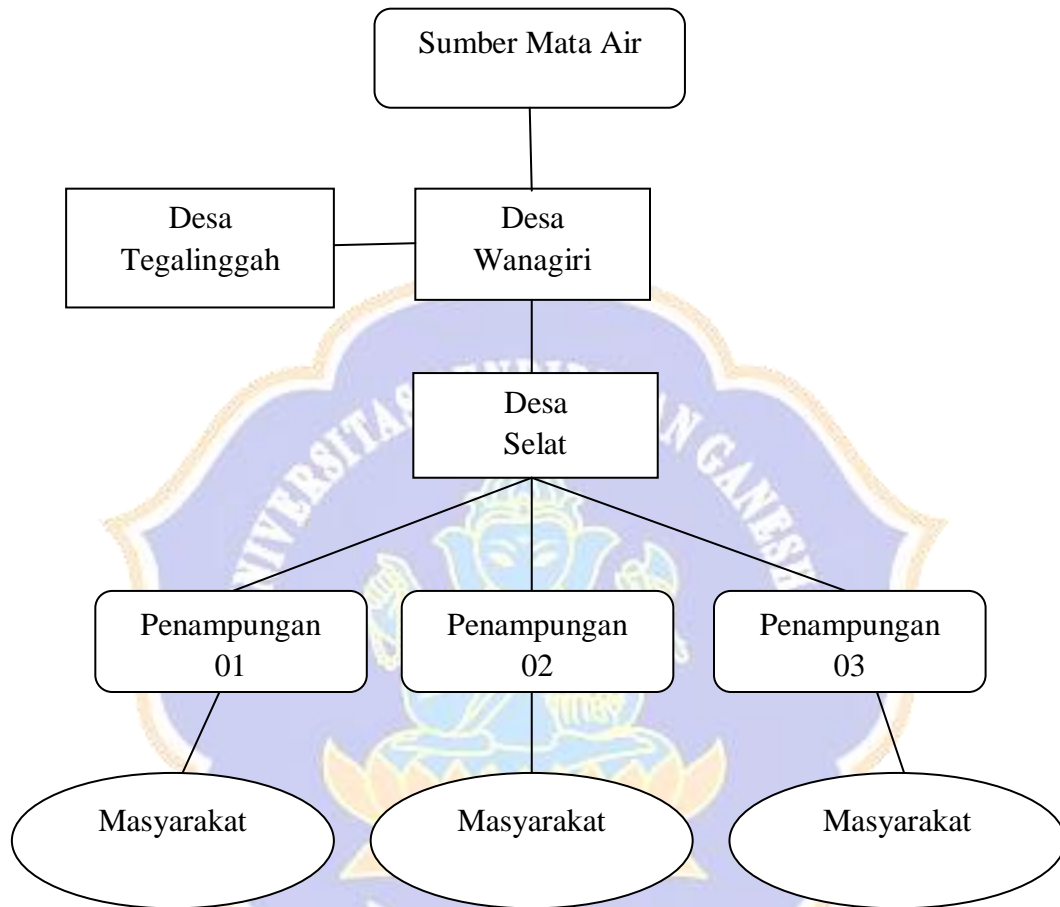 Sumber Mata Air
Desa
Tegalinggah
Desa
Wanagiri
Desa
Selat
Penampungan
01
Penampungan
02
Penampungan
03
Masyarakat
Masyarakat
Masyarakat